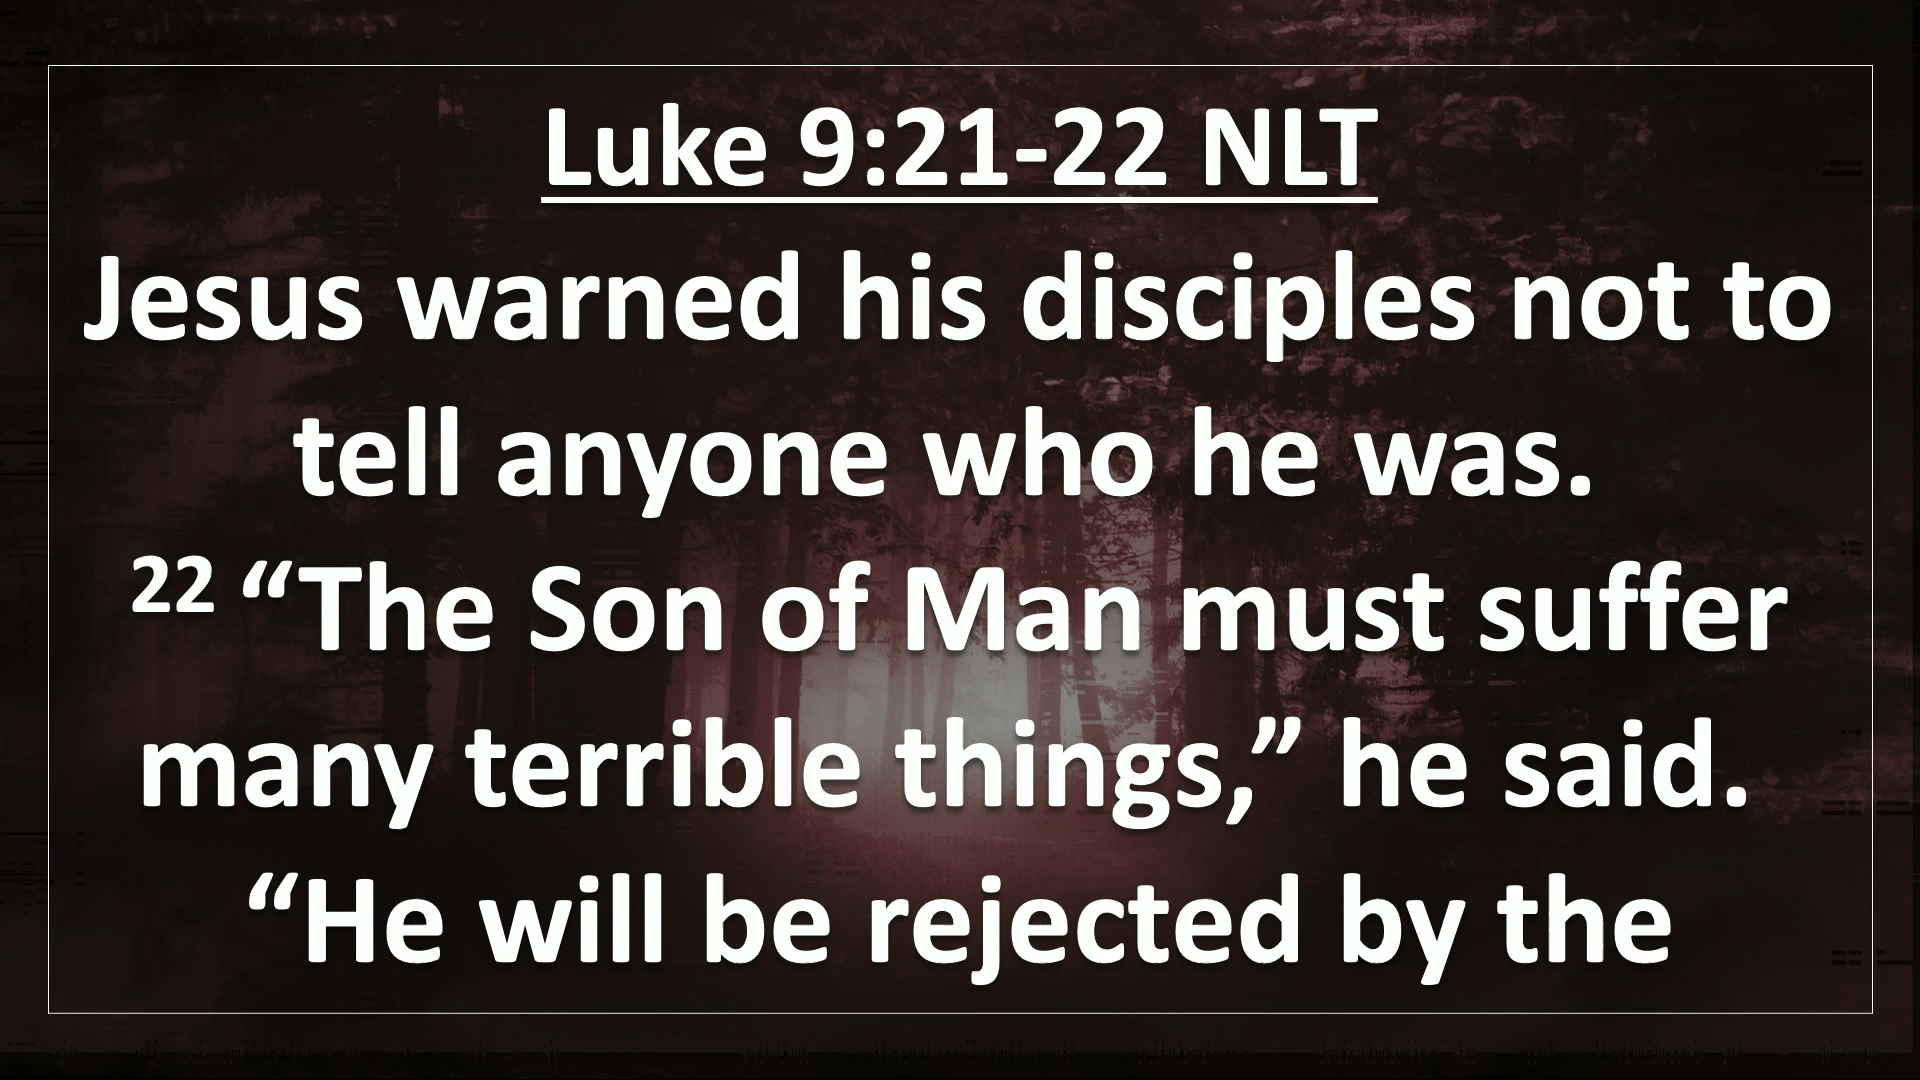 Luke 9:21-22 NLT
Jesus warned his disciples not to
tell anyone who he was.
22 “The Son of Man must suffer
many terrible things,” he said.
“He will be rejected by the